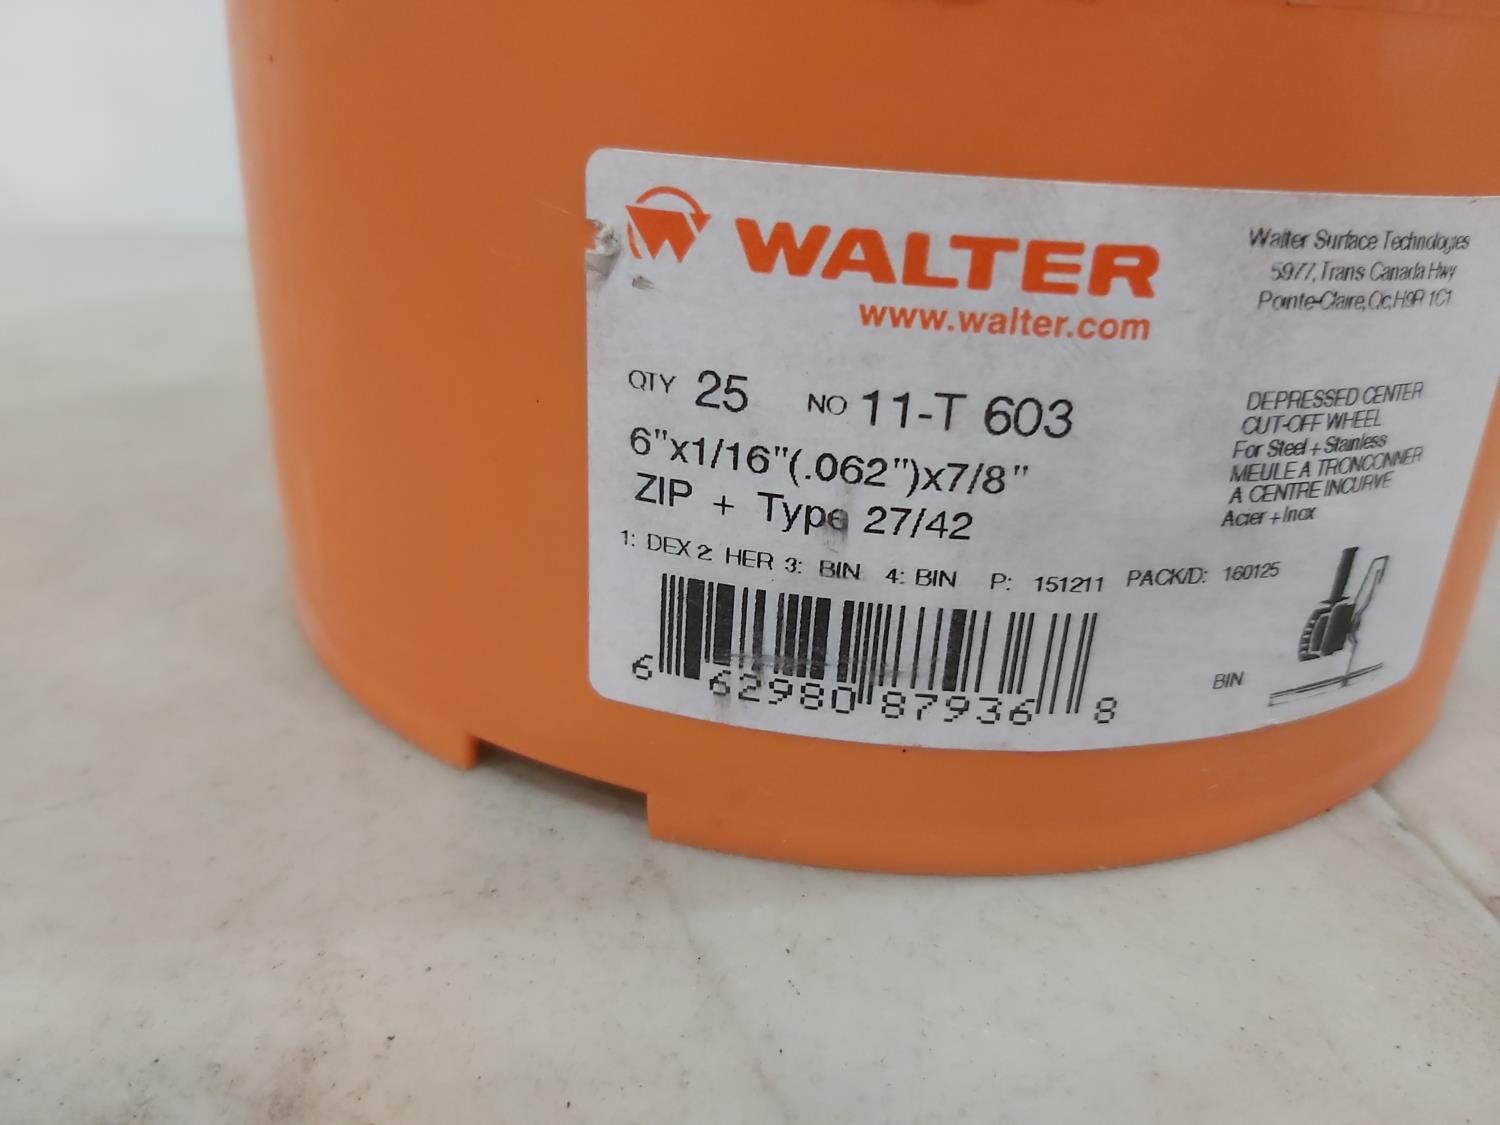 WALTER
www.walter.com
Walter Surface Technologies
5977, Trans Canada Hwy
Pointe-Claire, Qc, H9R 1C1
QTY 25 NO 11-T 603
6"x1/16"(.062")x7/8"
ZIP + Type 27/42
DEPRESSED CENTER
CUT-OFF WHEEL
For Steel + Stainless
MEULE A TRONCONNER
A CENTRE INCURVE
Acier + Inox
1: DEX 2: HER 3: BIN 4: BIN P: 151211 PACK/D: 160125
6 62980 87936 8
BIN